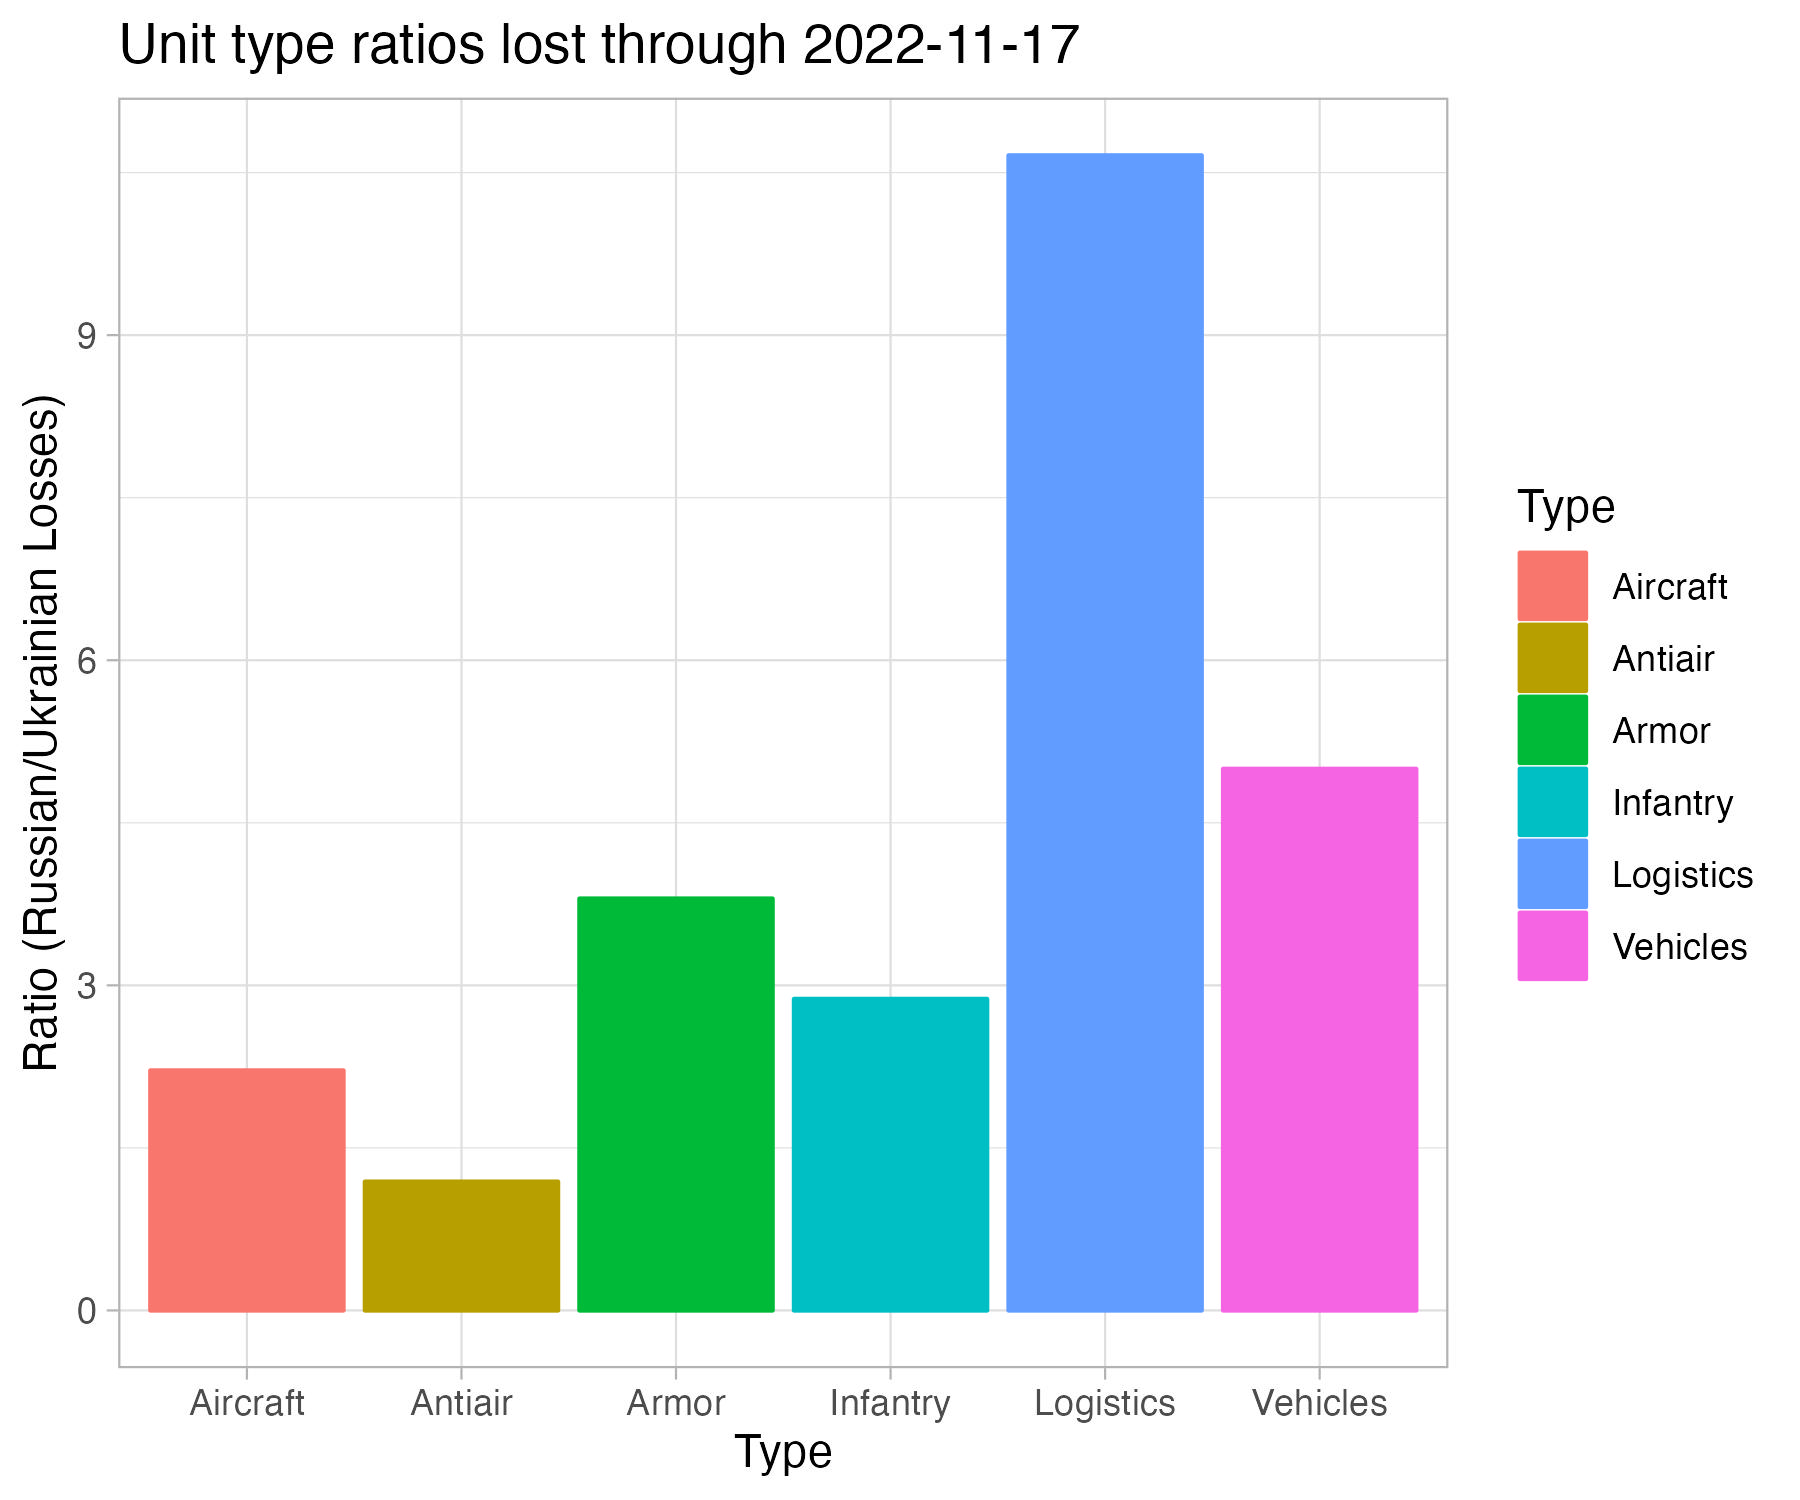 Unit type ratios lost through 2022-11-17
Ratio (Russian/Ukrainian Losses)
9
6
3
0
Aircraft Antiair Armor Infantry Logistics Vehicles
Type
Type
Aircraft
Antiair
Armor
Infantry
Logistics
Vehicles